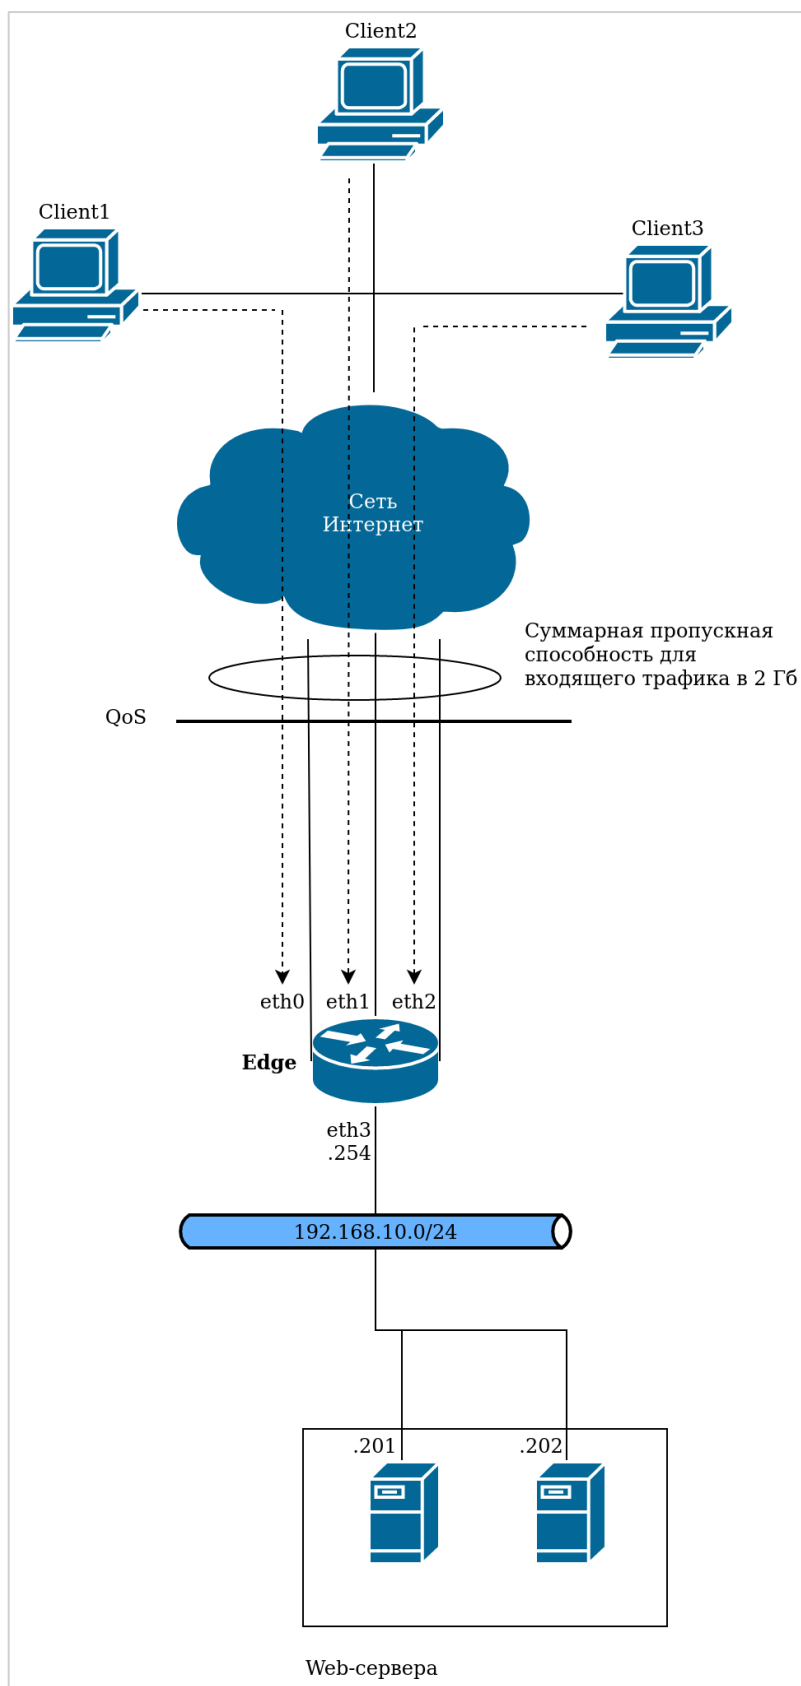 Client2
Client1
Client3
Сеть
Интернет
Суммарная пропускная
способность для
входящего трафика в 2 Гб
QoS
eth0
eth1
eth2
Edge
eth3
.254
192.168.10.0/24
.201
.202
Web-сервера